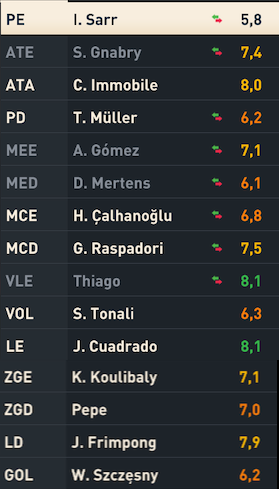 PE I. Sarr 5,8
ATE S. Gnabry 7,4
ATA C. Immobile 8,0
PD T. Müller 6,2
MEE A. Gómez 7,1
MED D. Mertens 6,1
MCE H. Çalhanoğlu 6,8
MCD G. Raspadori 7,5
VLE Thiago 8,1
VOL S. Tonali 6,3
LE J. Cuadrado 8,1
ZGE K. Koulibaly 7,1
ZGD Pepe 7,0
LD J. Frimpong 7,9
GOL W. Szczęsny 6,2